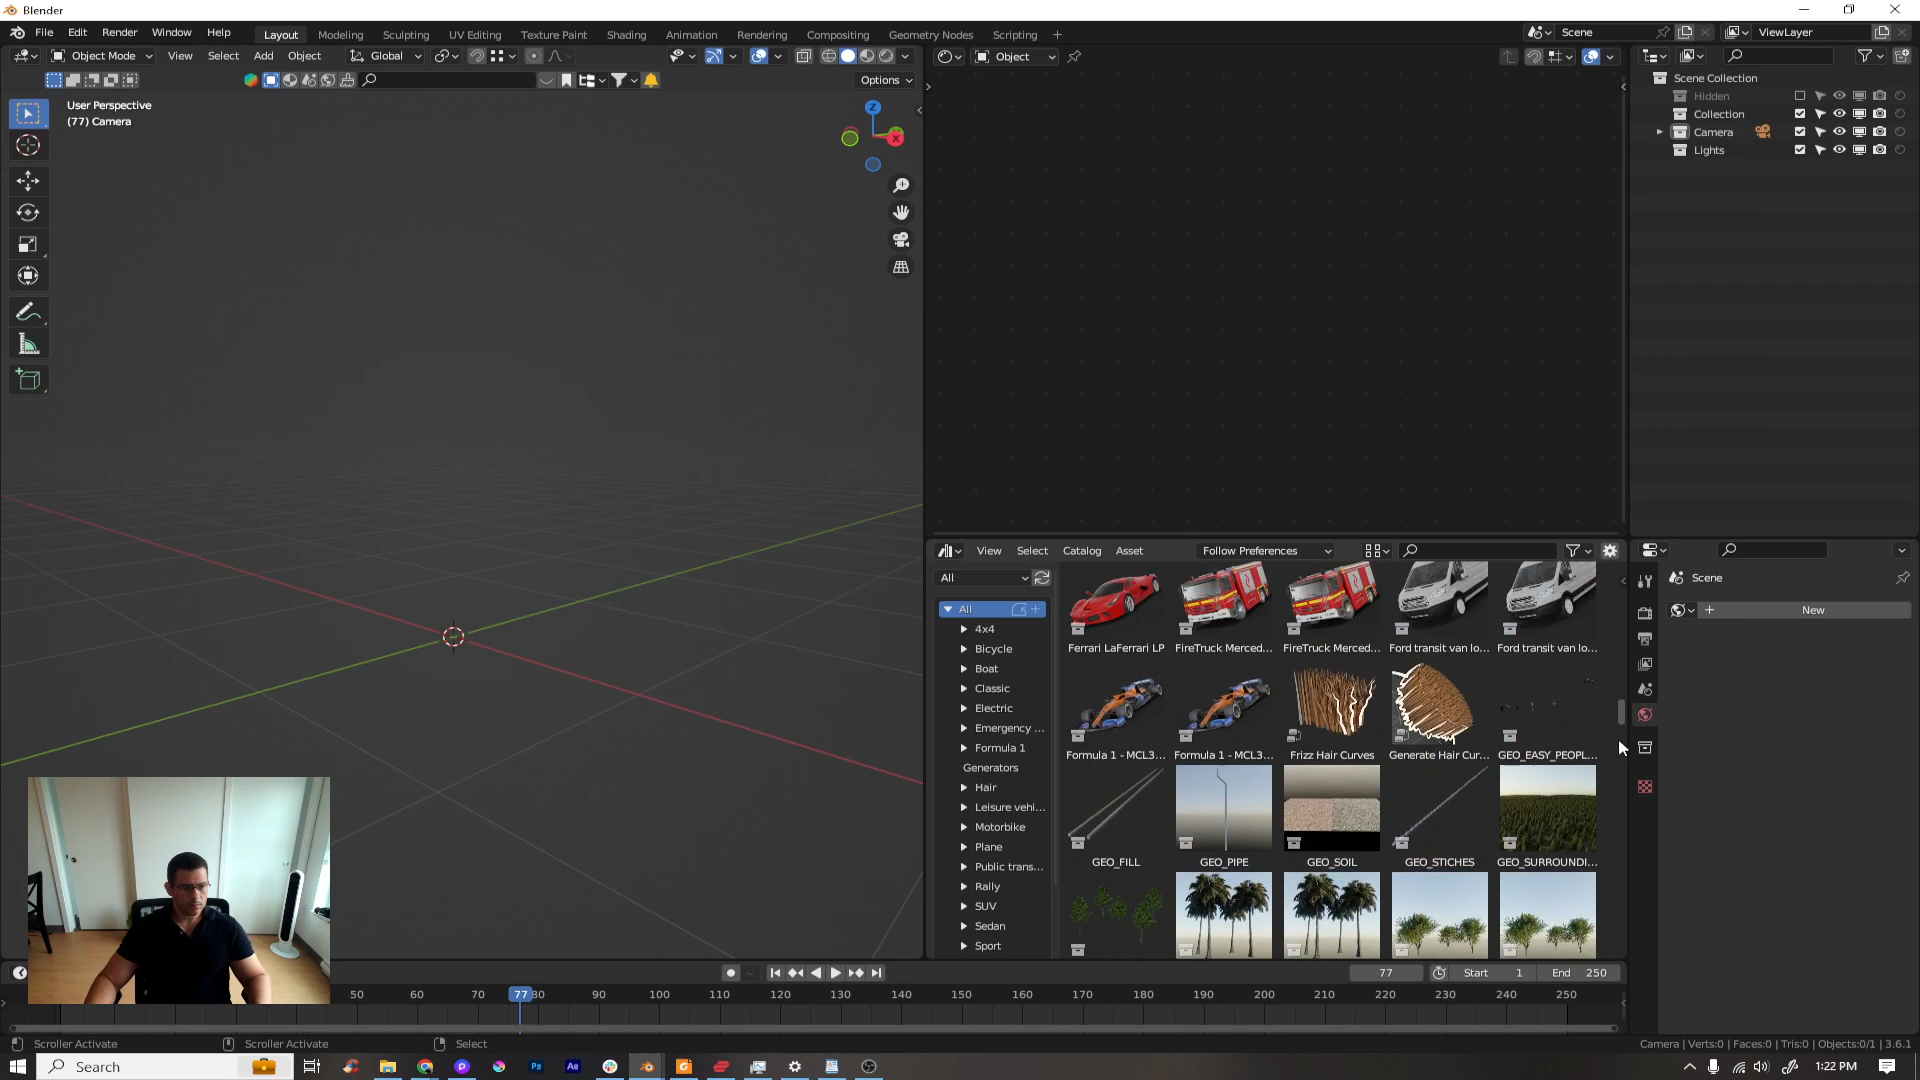 Blender
File Edit Render Window Help Layout Modeling Sculpting UV Editing Texture Paint Shading Animation Rendering Compositing Geometry Nodes Scripting + Scene ViewLayer
Object Mode View Select Add Object Global Object
Options
User Perspective
(77) Camera
Z
X
Scene Collection
Hidden
Collection
Camera
Lights
View Select Catalog Asset Follow Preferences
All
All
4x4
Bicycle
Boat
Classic
Electric
Emergency ...
Formula 1
Generators
Hair
Leisure vehi...
Motorbike
Plane
Public trans...
Rally
SUV
Sedan
Sport
Ferrari LaFerrari LP FireTruck Merced... FireTruck Merced... Ford transit van lo... Ford transit van lo...
Formula 1 - MCL3... Formula 1 - MCL3... Frizz Hair Curves Generate Hair Cur... GEO_EASY_PEOPL...
GEO_FILL GEO_PIPE GEO_SOIL GEO_STICHES GEO_SURROUNDI...
Scene
New
77 Start 1 End 250
50 60 70 77 80 90 100 110 120 130 140 150 160 170 180 190 200 210 220 230 240 250
Scroller Activate Scroller Activate Select
Camera | Verts:0 | Faces:0 | Tris:0 | Objects:0/1 | 3.6.1
Search Ps Ae 1:22 PM